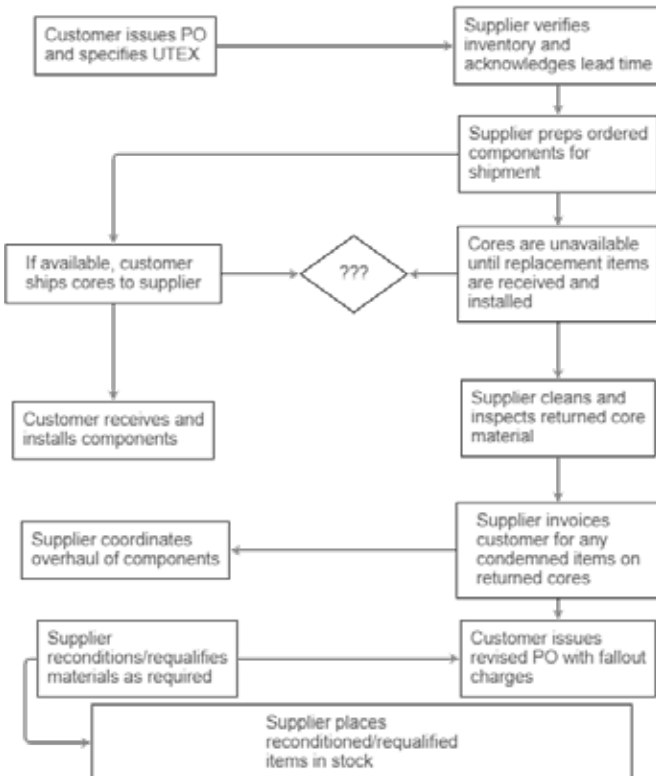 Customer issues PO
and specifies UTEX
Supplier verifies
inventory and
acknowledges lead time
Supplier preps ordered
components for
shipment
If available, customer
ships cores to supplier
???
Cores are unavailable
until replacement items
are received and
installed
Customer receives and
installs components
Supplier cleans and
inspects returned core
material
Supplier coordinates
overhaul of components
Supplier invoices
customer for any
condemned items on
returned cores
Supplier
reconditions/requalifies
materials as required
Customer issues
revised PO with fallout
charges
Supplier places
reconditioned/requalified
items in stock